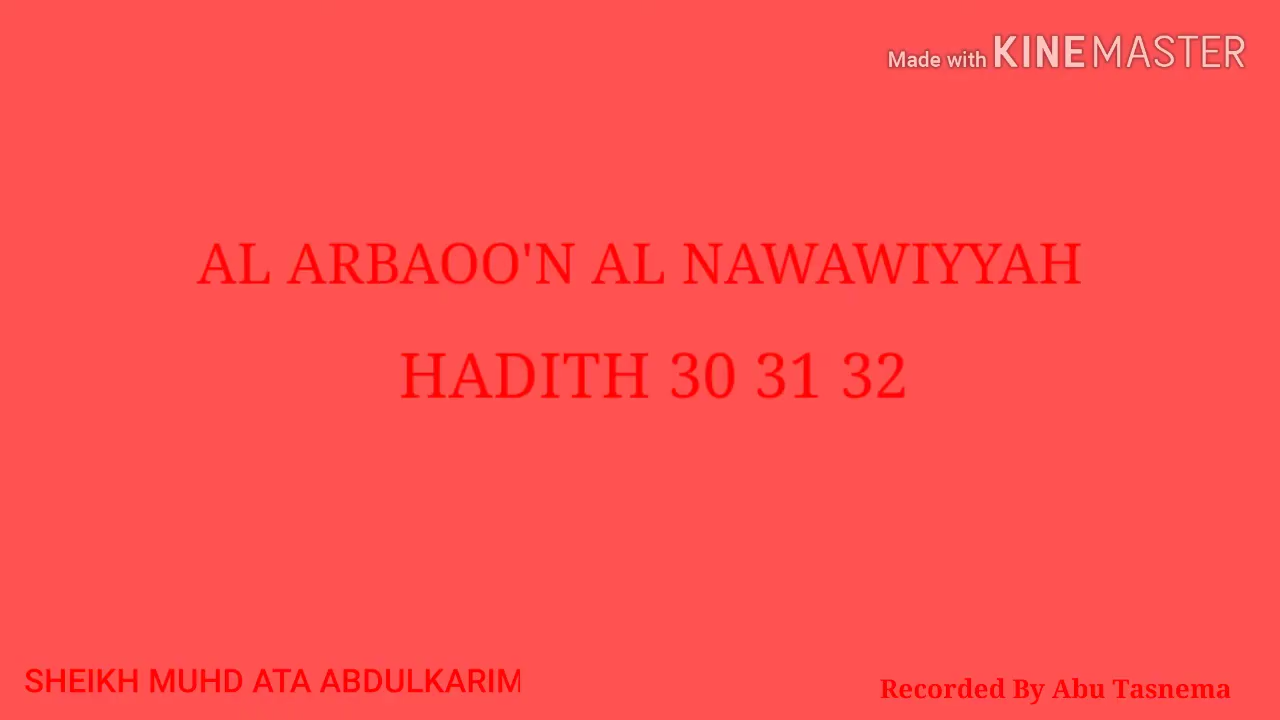 Made with KINEMASTER
AL ARBAOO'N AL NAWAWIYYAH
HADITH 30 31 32
SHEIKH MUHD ATA ABDULKARIM
Recorded By Abu Tasnema